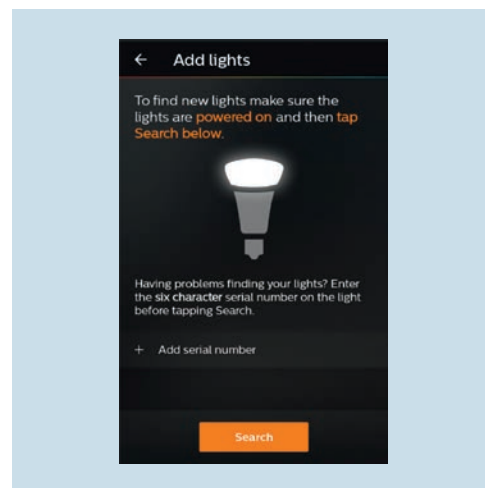 ← Add lights
To find new lights make sure the
lights are powered on and then tap
Search below.
Having problems finding your lights? Enter
the six character serial number on the light
before tapping Search.
+ Add serial number
Search